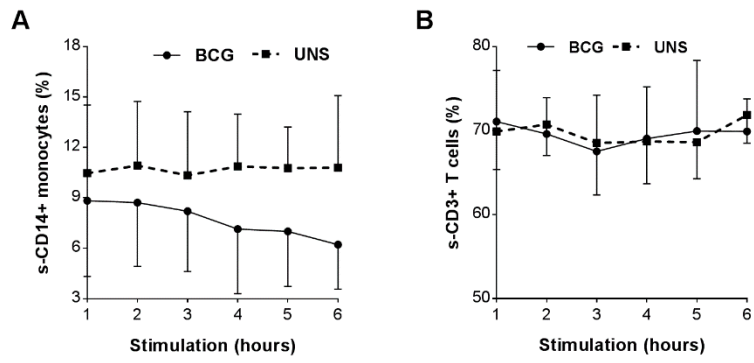 A
BCG UNS
s-CD14+ monocytes (%)
18
15
12
9
6
3
1 2 3 4 5 6
Stimulation (hours)
B
BCG UNS
s-CD3+ T cells (%)
80
70
60
50
1 2 3 4 5 6
Stimulation (hours)